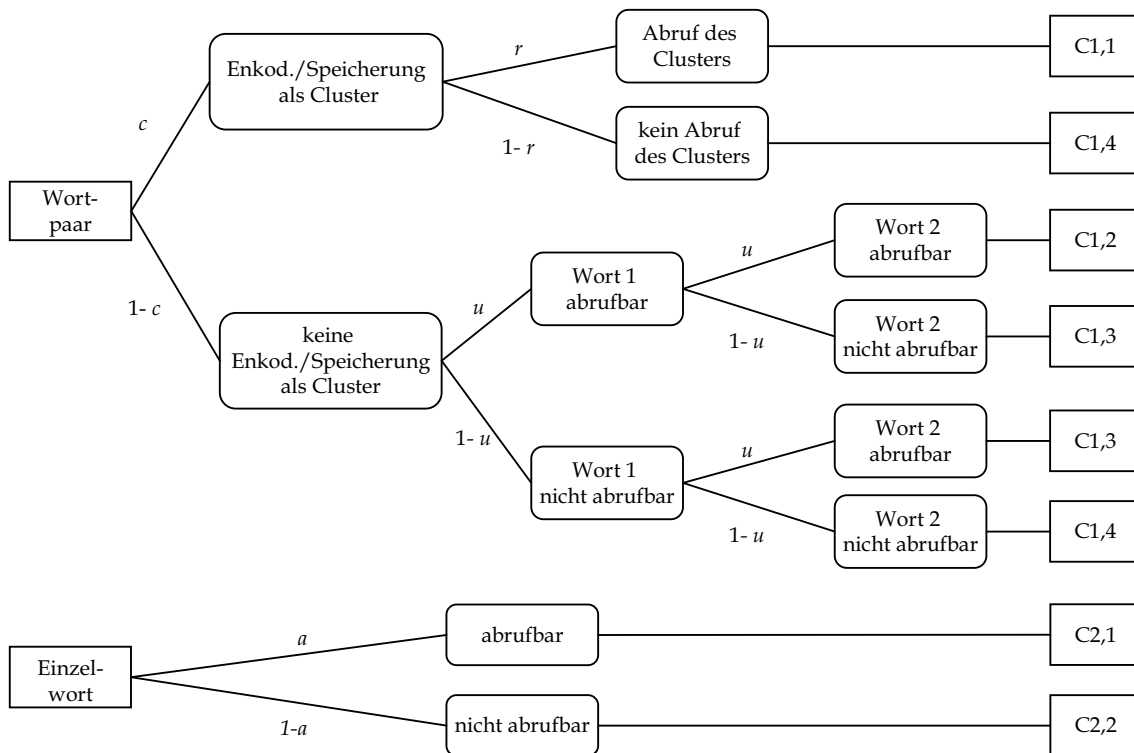 Abruf des
Clusters
C1,1
r
Enkod./Speicherung
als Cluster
c
1- r
kein Abruf
des Clusters
C1,4
Wort-
paar
Wort 2
abrufbar
C1,2
u
Wort 1
abrufbar
u
1- c
1- u
Wort 2
nicht abrufbar
C1,3
keine
Enkod./Speicherung
als Cluster
1- u
Wort 2
abrufbar
C1,3
u
Wort 1
nicht abrufbar
1- u
Wort 2
nicht abrufbar
C1,4
a
abrufbar
C2,1
Einzel-
wort
1-a
nicht abrufbar
C2,2